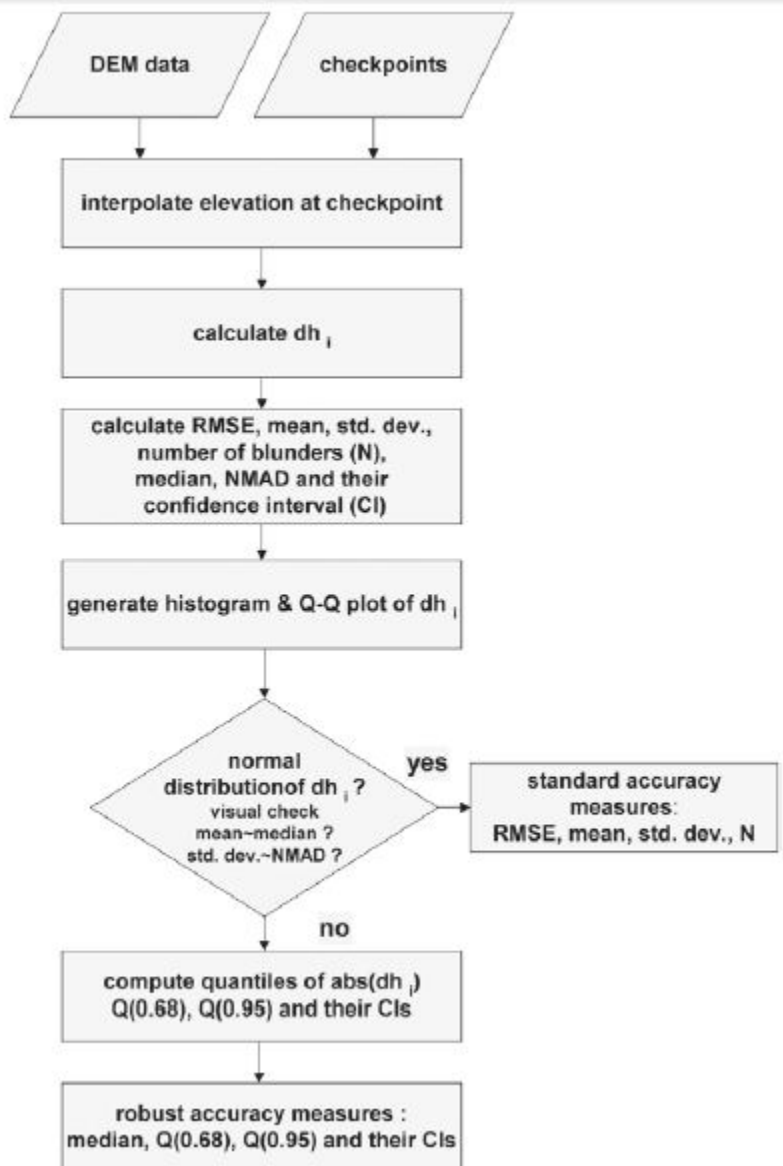 DEM data
checkpoints
interpolate elevation at checkpoint
calculate dh i
calculate RMSE, mean, std. dev.,
number of blunders (N),
median, NMAD and their
confidence interval (CI)
generate histogram & Q-Q plot of dh i
normal
distributionof dh i ?
visual check
mean~median ?
std. dev.~NMAD ?
yes
standard accuracy
measures:
RMSE, mean, std. dev., N
no
compute quantiles of abs(dh i)
Q(0.68), Q(0.95) and their CIs
robust accuracy measures :
median, Q(0.68), Q(0.95) and their CIs